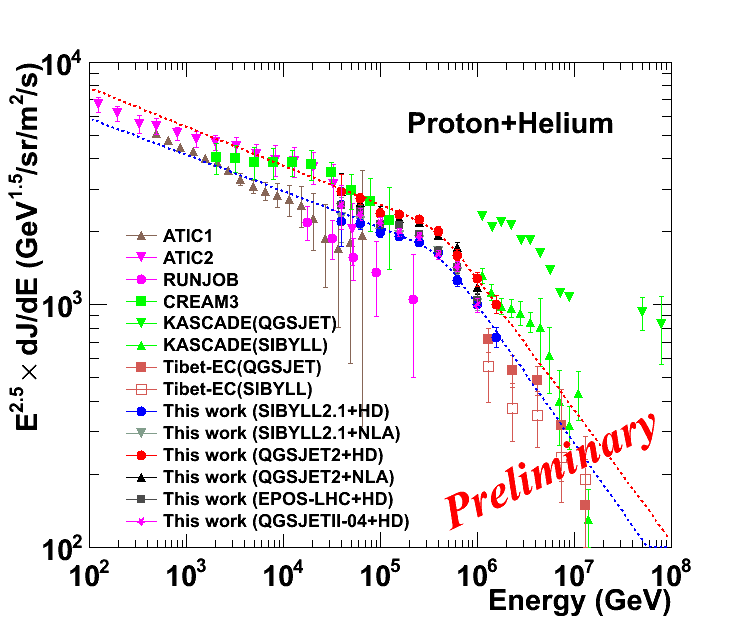 10^4
Proton+Helium
E^2.5 × dJ/dE (GeV^1.5/sr/m^2/s)
ATIC1
ATIC2
RUNJOB
CREAM3
10^3
KASCADE(QGSJET)
KASCADE(SIBYLL)
Tibet-EC(QGSJET)
Tibet-EC(SIBYLL)
This work (SIBYLL2.1+HD)
This work (SIBYLL2.1+NLA)
This work (QGSJET2+HD)
This work (QGSJET2+NLA)
This work (EPOS-LHC+HD)
This work (QGSJETII-04+HD)
Preliminary
10^2
10^2 10^3 10^4 10^5 10^6 10^7 10^8
Energy (GeV)